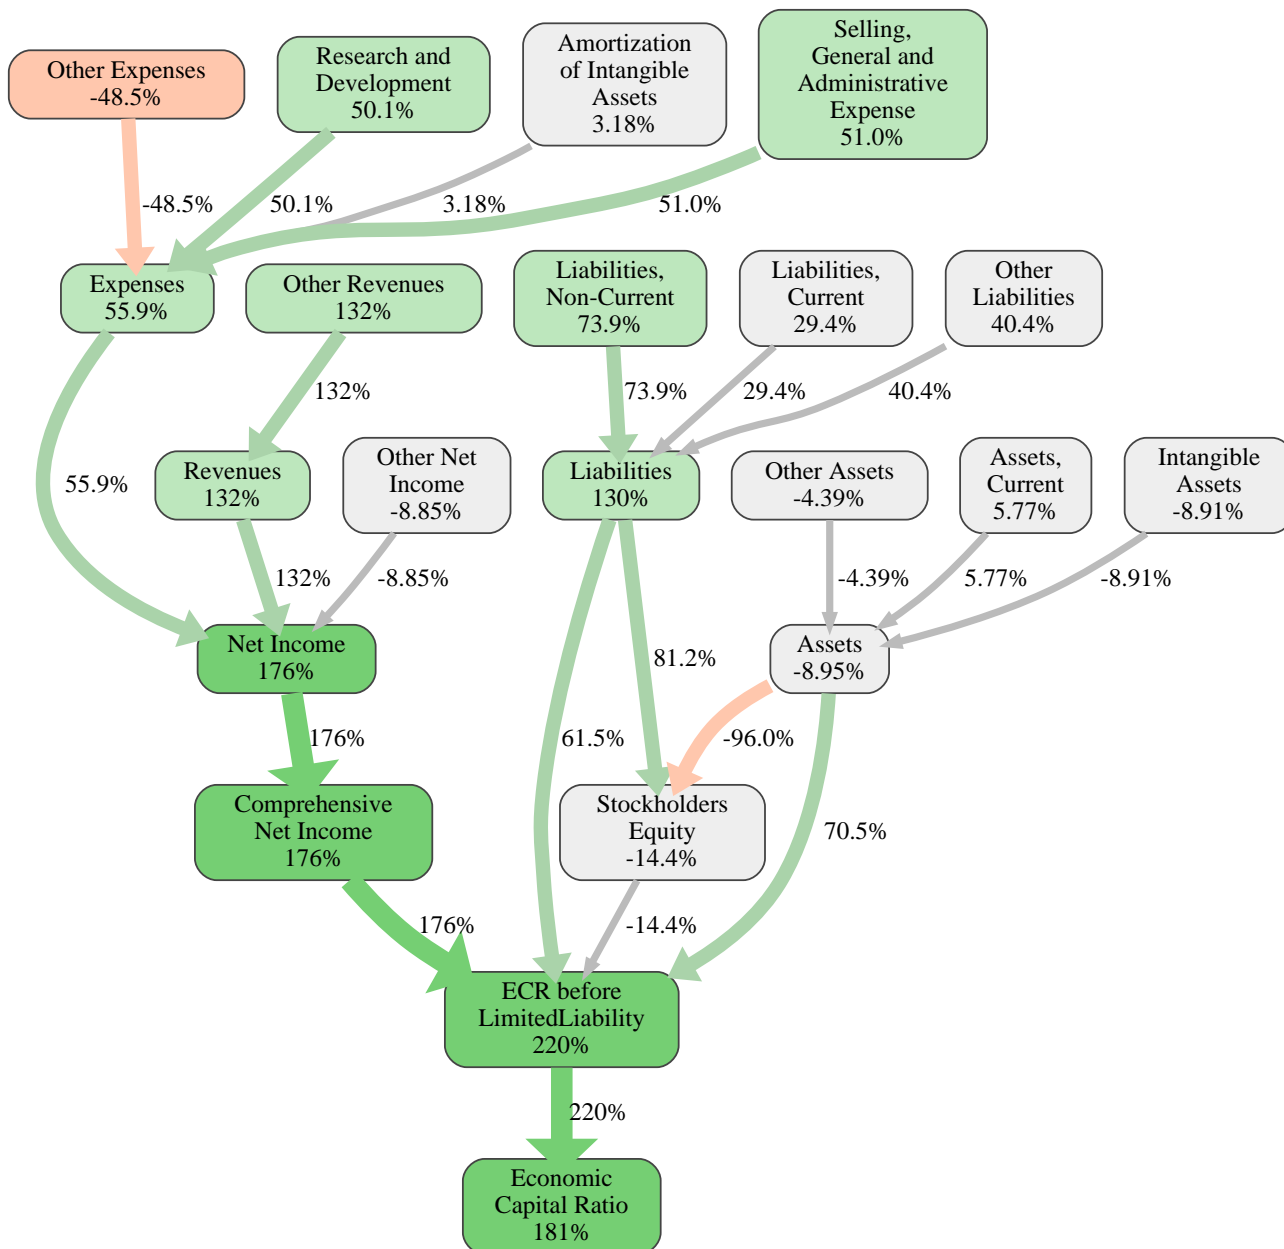 Other Expenses
-48.5%
Research and
Development
50.1%
Amortization
of Intangible
Assets
3.18%
Selling,
General and
Administrative
Expense
51.0%
-48.5%
50.1%
3.18%
51.0%
Expenses
55.9%
Other Revenues
132%
Liabilities,
Non-Current
73.9%
Liabilities,
Current
29.4%
Other
Liabilities
40.4%
132%
73.9%
29.4%
40.4%
55.9%
Revenues
132%
Other Net
Income
-8.85%
Liabilities
130%
Other Assets
-4.39%
Assets,
Current
5.77%
Intangible
Assets
-8.91%
132%
-8.85%
-4.39%
5.77%
-8.91%
Net Income
176%
81.2%
Assets
-8.95%
176%
61.5%
-96.0%
Comprehensive
Net Income
176%
Stockholders
Equity
-14.4%
70.5%
176%
-14.4%
ECR before
LimitedLiability
220%
220%
Economic
Capital Ratio
181%